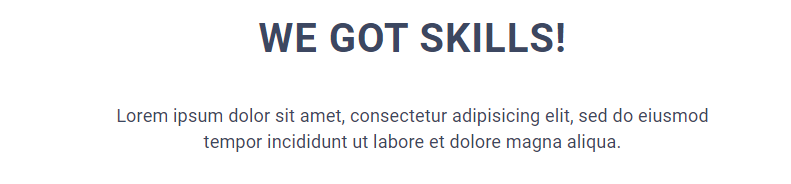 WE GOT SKILLS!
Lorem ipsum dolor sit amet, consectetur adipisicing elit, sed do eiusmod
tempor incididunt ut labore et dolore magna aliqua.